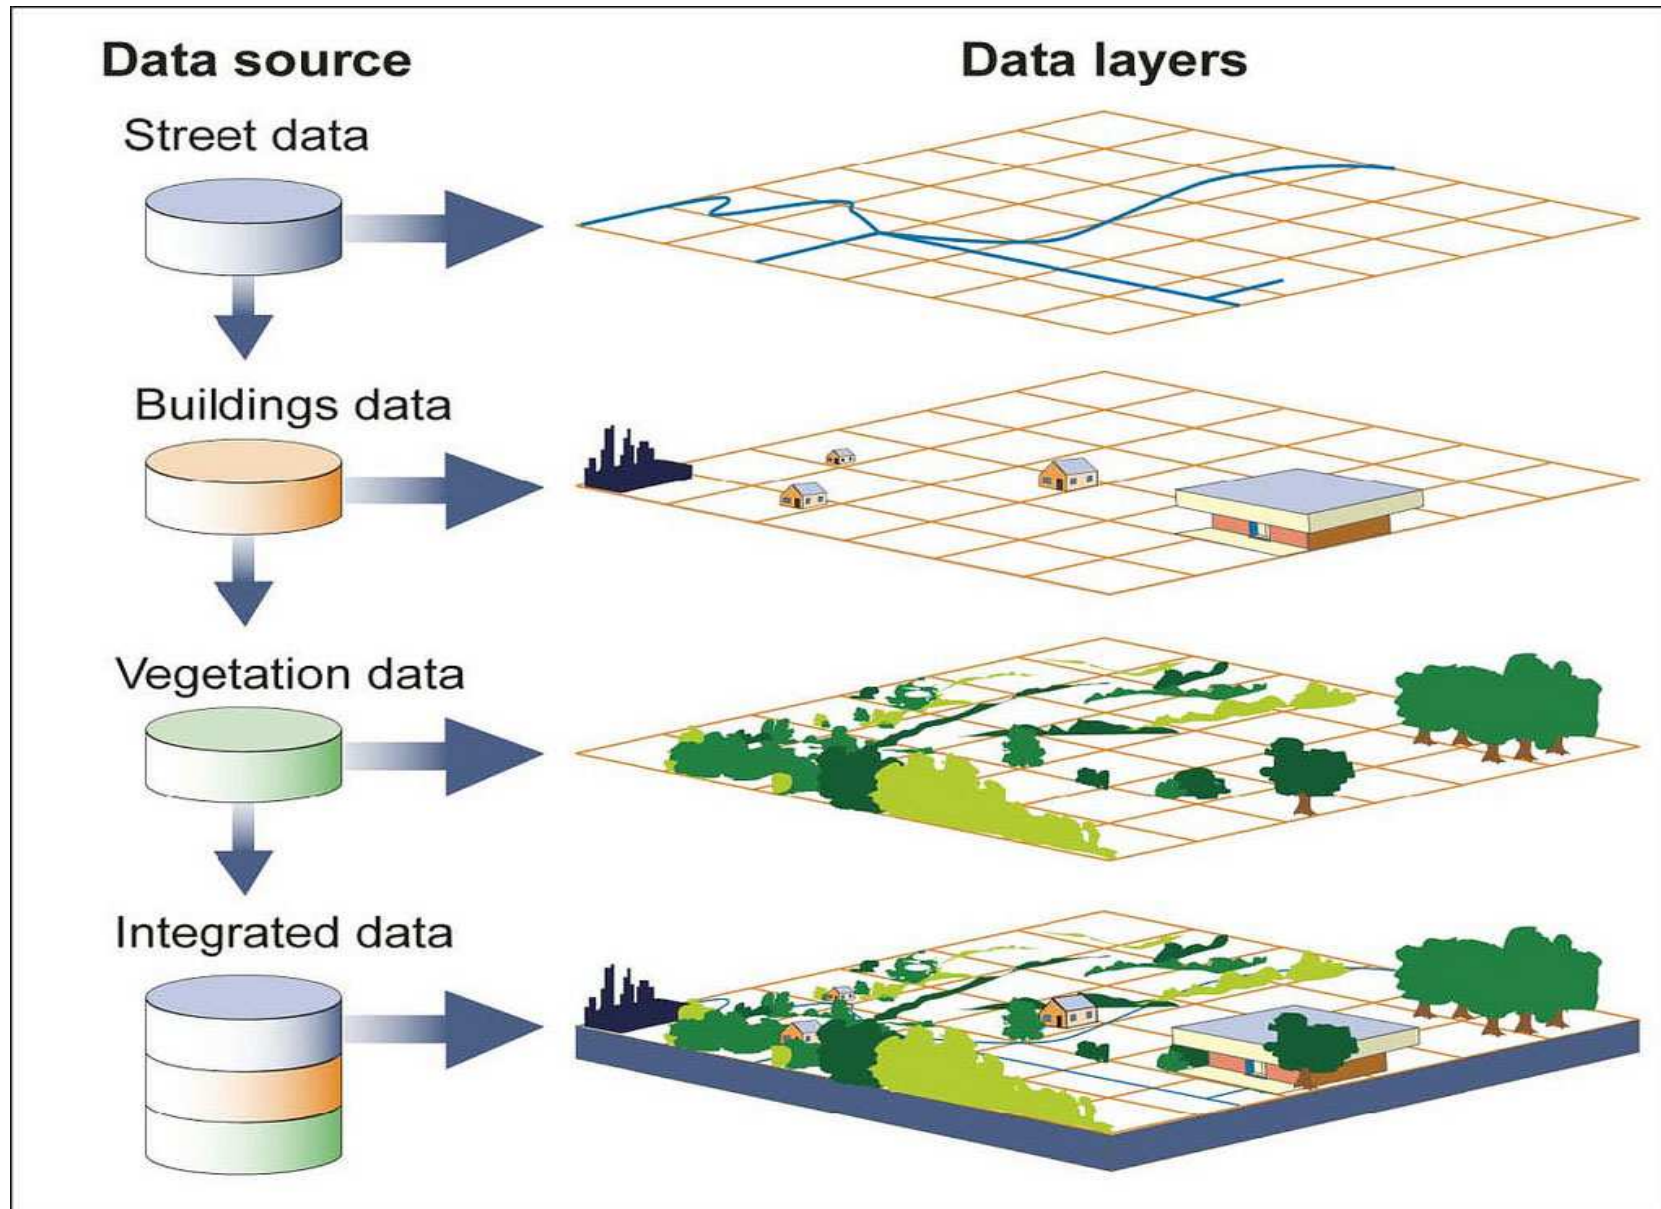 Data source
Data layers
Street data
Buildings data
Vegetation data
Integrated data